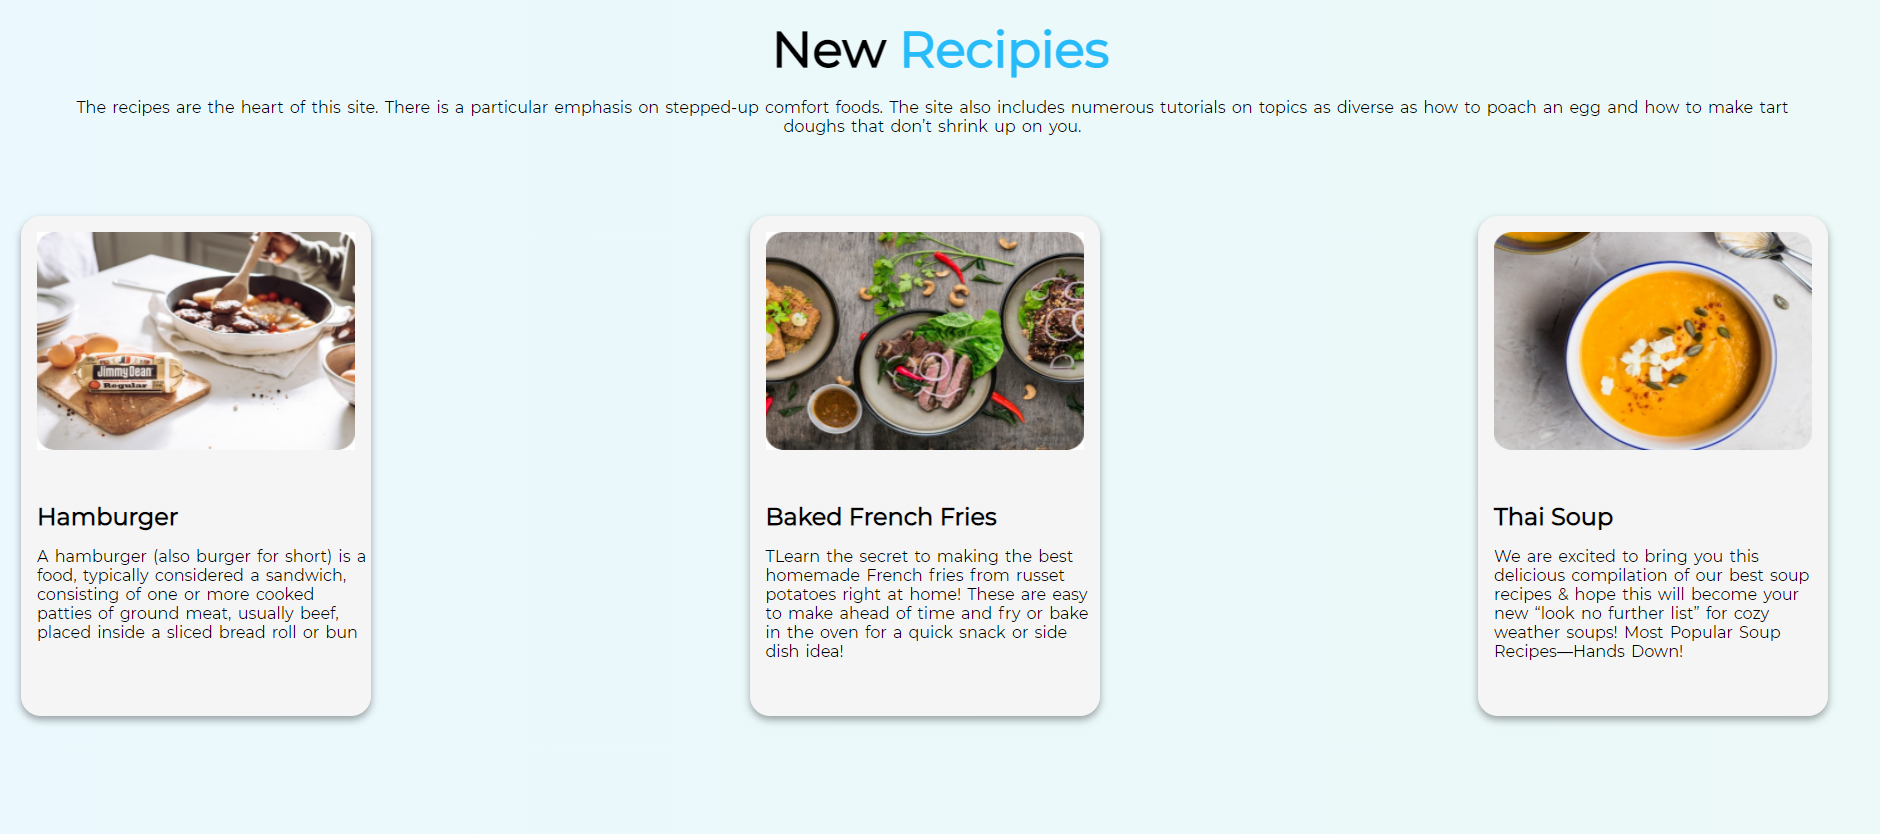 New Recipies
The recipes are the heart of this site. There is a particular emphasis on stepped-up comfort foods. The site also includes numerous tutorials on topics as diverse as how to poach an egg and how to make tart
doughs that don't shrink up on you.
Jimmy Dean
Regular
Hamburger
A hamburger (also burger for short) is a
food, typically considered a sandwich,
consisting of one or more cooked
patties of ground meat, usually beef,
placed inside a sliced bread roll or bun
Baked French Fries
TLearn the secret to making the best
homemade French fries from russet
potatoes right at home! These are easy
to make ahead of time and fry or bake
in the oven for a quick snack or side
dish idea!
Thai Soup
We are excited to bring you this
delicious compilation of our best soup
recipes & hope this will become your
new “look no further list” for cozy
weather soups! Most Popular Soup
Recipes—Hands Down!